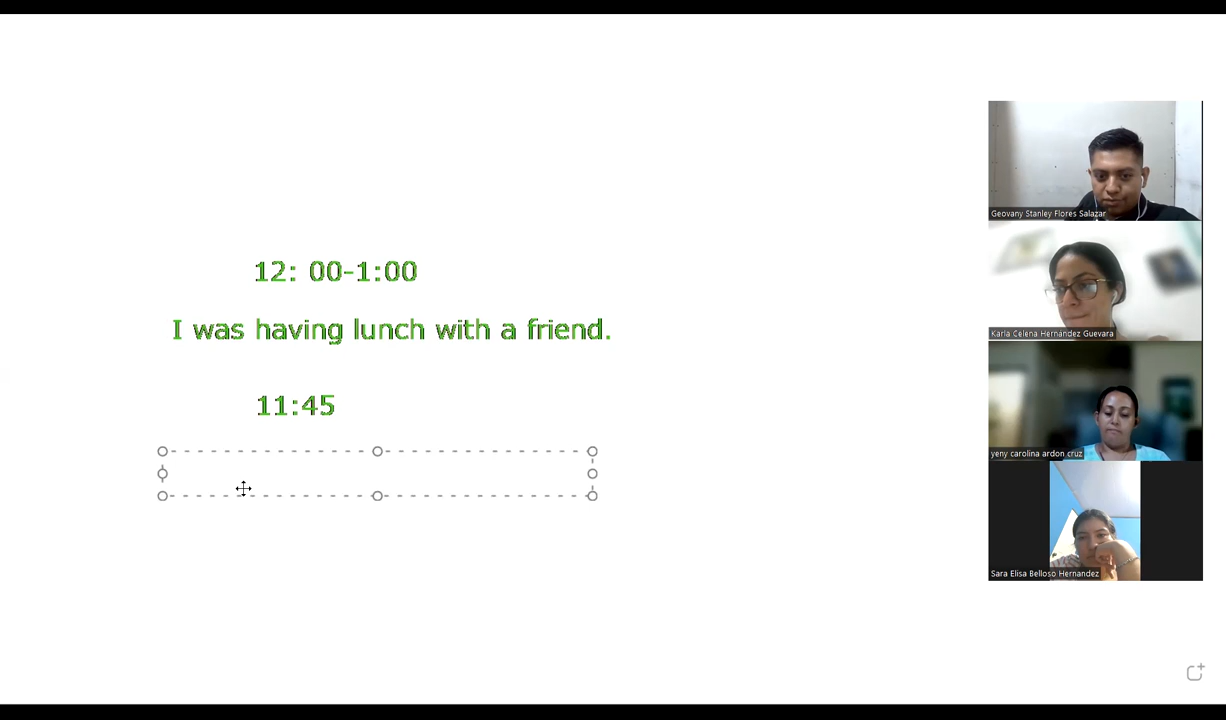 12: 00-1:00
I was having lunch with a friend.
11:45
Geovany Stanley Flores Salazar
Karla Celena Hernández Guevara
yeny carolina ardon cruz
Sara Elisa Belloso Hernandez